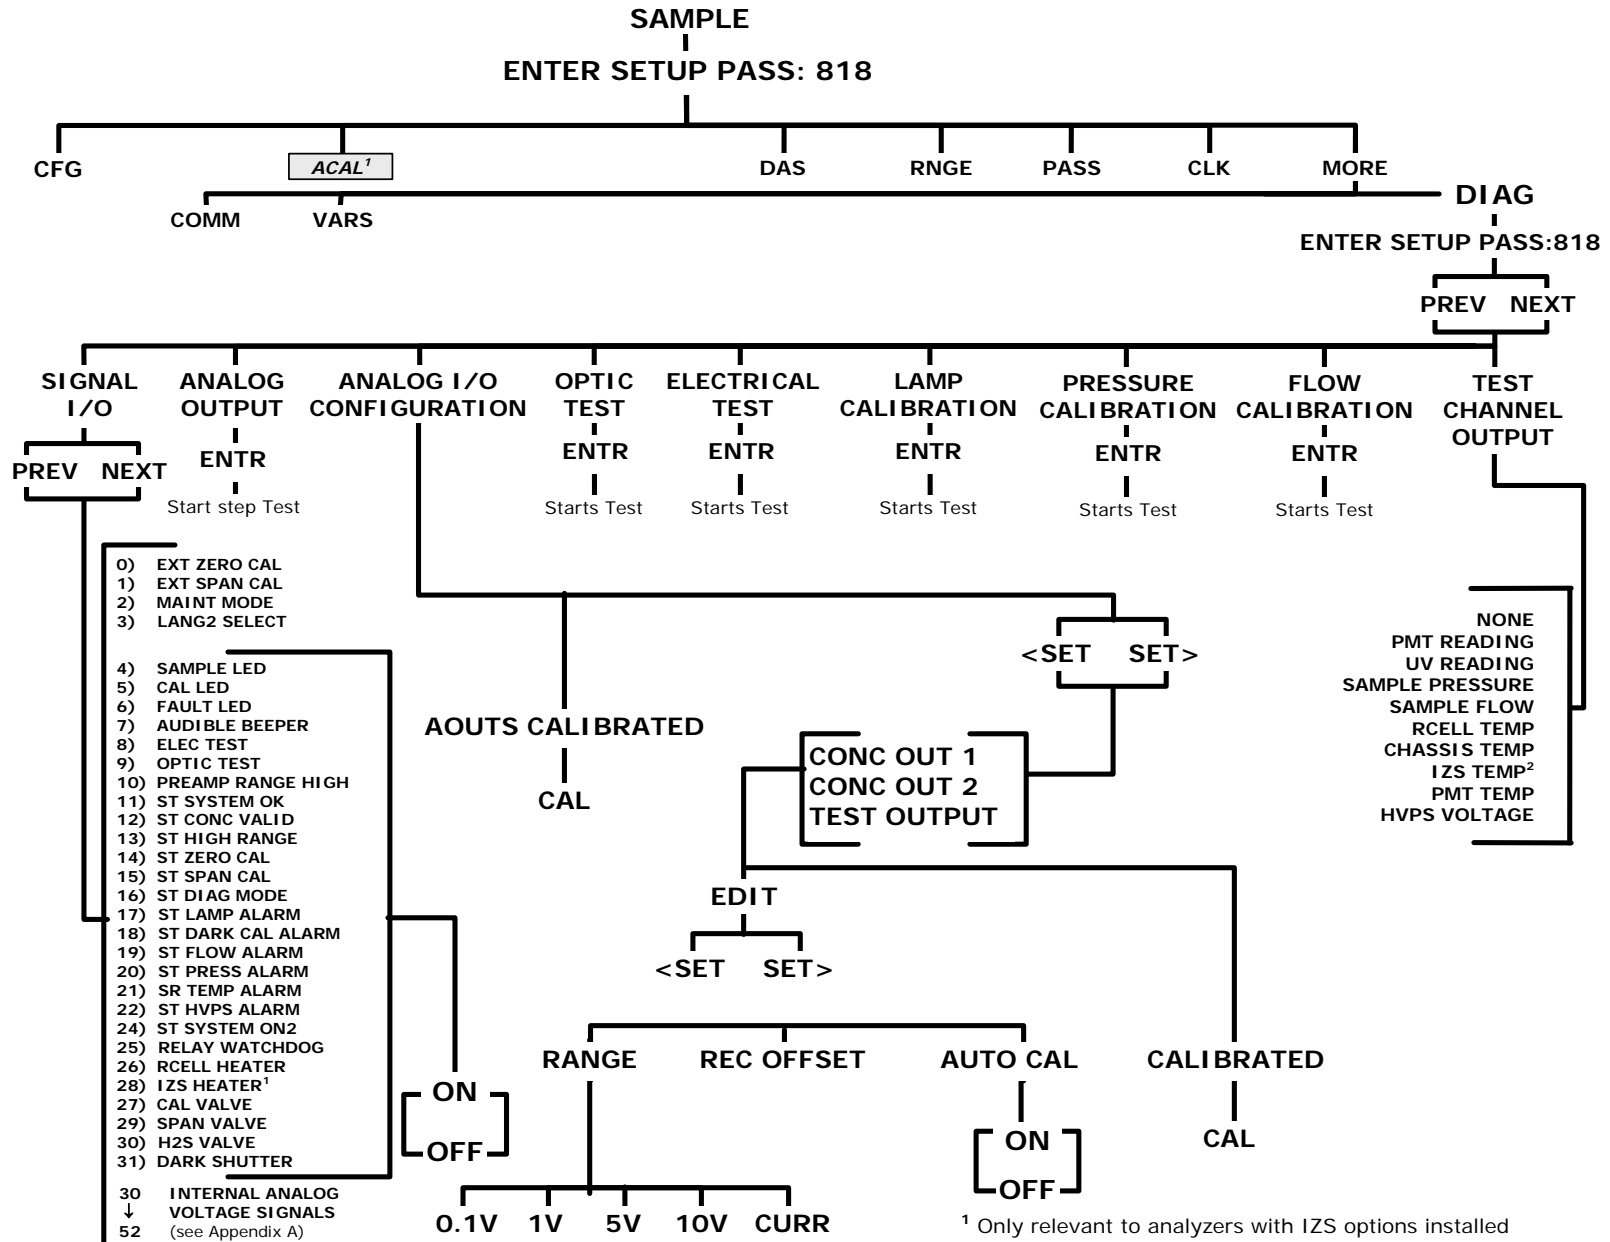 SAMPLE
ENTER SETUP PASS: 818
CFG
ACAL¹
DAS
RNGE
PASS
CLK
MORE
COMM
VARS
DIAG
ENTER SETUP PASS:818
PREV NEXT
SIGNAL
I/O
ANALOG
OUTPUT
ANALOG I/O
CONFIGURATION
OPTIC
TEST
ELECTRICAL
TEST
LAMP
CALIBRATION
PRESSURE
CALIBRATION
FLOW
CALIBRATION
TEST
CHANNEL
OUTPUT
PREV NEXT
ENTR
ENTR
ENTR
ENTR
ENTR
ENTR
Start step Test
Starts Test
Starts Test
Starts Test
Starts Test
Starts Test
0) EXT ZERO CAL
1) EXT SPAN CAL
2) MAINT MODE
3) LANG2 SELECT
4) SAMPLE LED
5) CAL LED
6) FAULT LED
7) AUDIBLE BEEPER
8) ELEC TEST
9) OPTIC TEST
10) PREAMP RANGE HIGH
11) ST SYSTEM OK
12) ST CONC VALID
13) ST HIGH RANGE
14) ST ZERO CAL
15) ST SPAN CAL
16) ST DIAG MODE
17) ST LAMP ALARM
18) ST DARK CAL ALARM
19) ST FLOW ALARM
20) ST PRESS ALARM
21) SR TEMP ALARM
22) ST HVPS ALARM
24) ST SYSTEM ON2
25) RELAY WATCHDOG
26) RCELL HEATER
28) IZS HEATER¹
27) CAL VALVE
29) SPAN VALVE
30) H2S VALVE
31) DARK SHUTTER
30 INTERNAL ANALOG
↓ VOLTAGE SIGNALS
52 (see Appendix A)
ON
OFF
AOUTS CALIBRATED
CAL
<SET SET>
CONC OUT 1
CONC OUT 2
TEST OUTPUT
EDIT
<SET SET>
RANGE
REC OFFSET
AUTO CAL
CALIBRATED
ON
OFF
CAL
0.1V
1V
5V
10V
CURR
NONE
PMT READING
UV READING
SAMPLE PRESSURE
SAMPLE FLOW
RCELL TEMP
CHASSIS TEMP
IZS TEMP²
PMT TEMP
HVPS VOLTAGE
¹ Only relevant to analyzers with IZS options installed